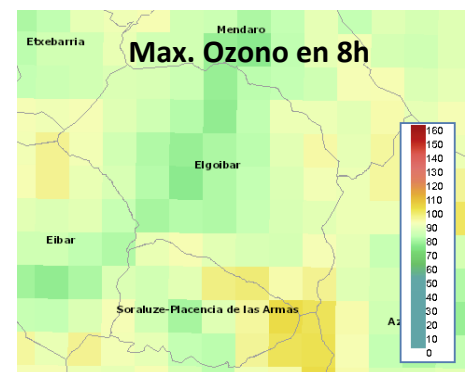 Mendaro
Etxebarria
Max. Ozono en 8h
Elgoibar
Eibar
Soraluze-Placencia de las Armas
Az
160
150
140
130
120
110
100
90
80
70
60
50
40
30
20
10
0